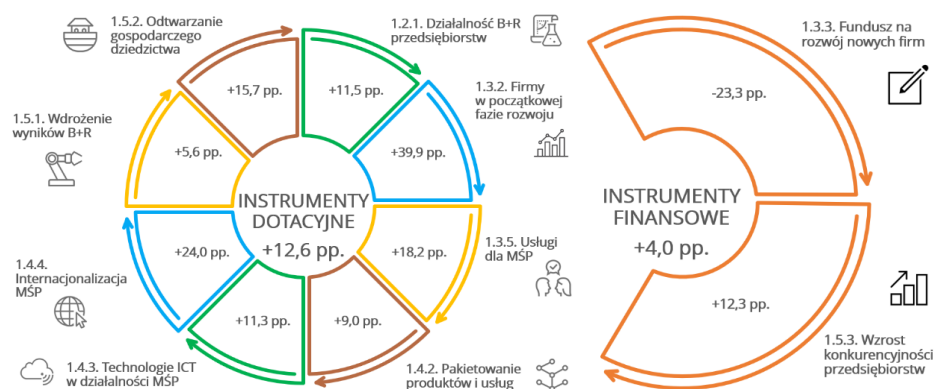 1.5.2. Odtwarzanie
gospodarczego
dziedzictwa
1.2.1. Działalność B+R
przedsiębiorstw
1.3.2. Firmy
w początkowej
fazie rozwoju
1.3.5. Usługi
dla MŚP
1.4.2. Pakietowanie
produktów i usług
1.4.3. Technologie ICT
w działalności MŚP
1.4.4.
Internacjonalizacja
MŚP
1.5.1. Wdrożenie
wyników B+R
+15,7 pp.
+11,5 pp.
+39,9 pp.
+18,2 pp.
+9,0 pp.
+11,3 pp.
+24,0 pp.
+5,6 pp.
INSTRUMENTY
DOTACYJNE
+12,6 pp.
1.3.3. Fundusz na
rozwój nowych firm
-23,3 pp.
INSTRUMENTY
FINANSOWE
+4,0 pp.
+12,3 pp.
1.5.3. Wzrost
konkurencyjności
przedsiębiorstw